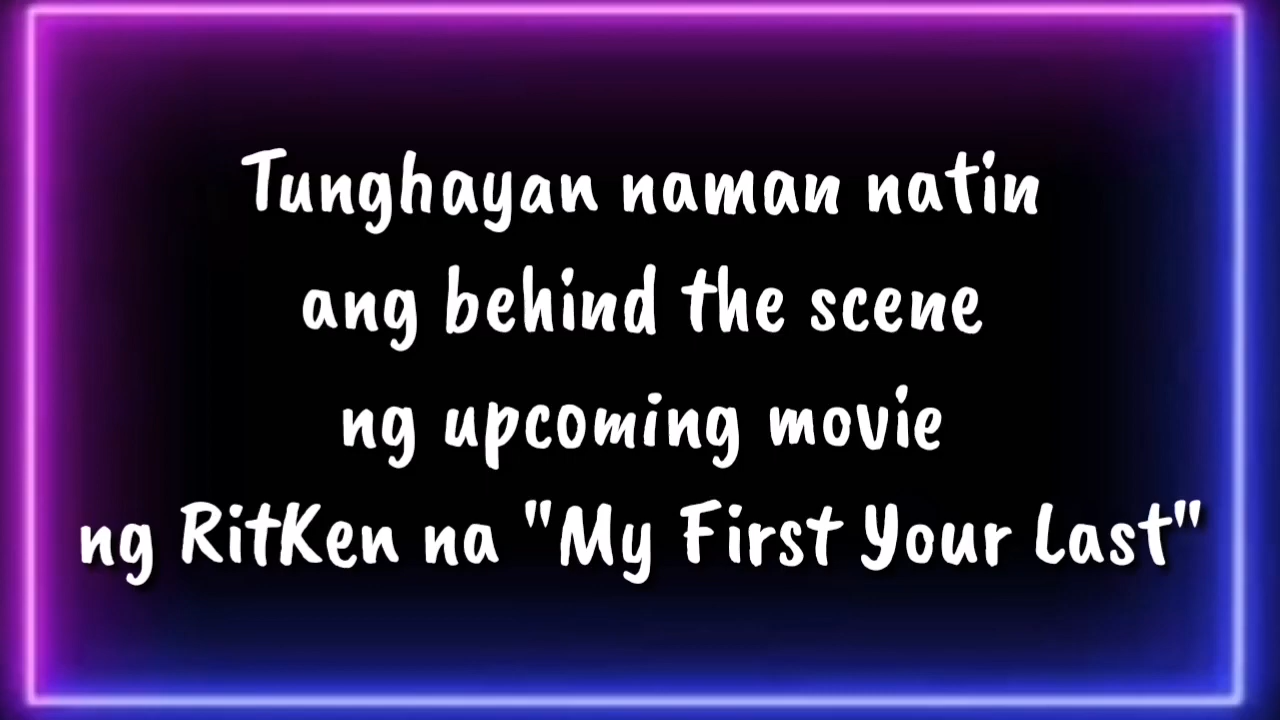 Tunghayan naman natin
ang behind the scene
ng upcoming movie
ng RitKen na "My First Your Last"